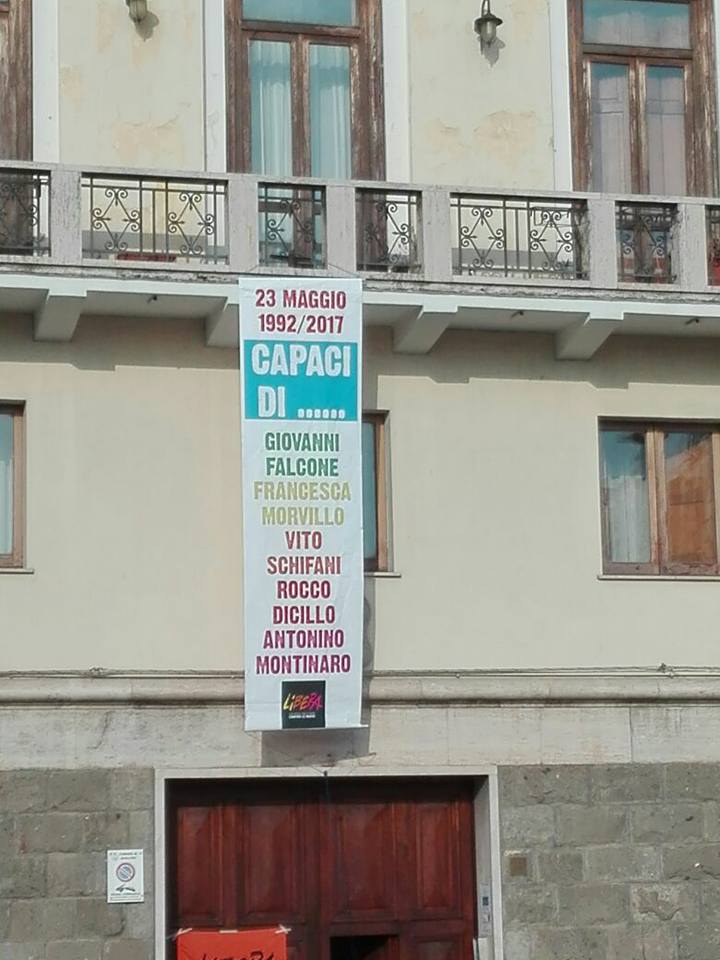 23 MAGGIO
1992/2017
CAPACI
DI ......
GIOVANNI
FALCONE
FRANCESCA
MORVILLO
VITO
SCHIFANI
ROCCO
DICILLO
ANTONINO
MONTINARO
LIBERA